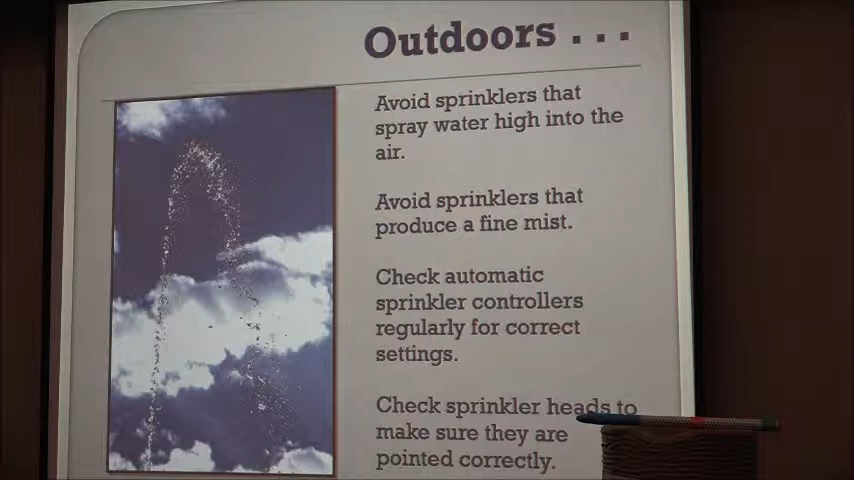 Outdoors . . .
Avoid sprinklers that
spray water high into the
air.
Avoid sprinklers that
produce a fine mist.
Check automatic
sprinkler controllers
regularly for correct
settings.
Check sprinkler heads to
make sure they are
pointed correctly.